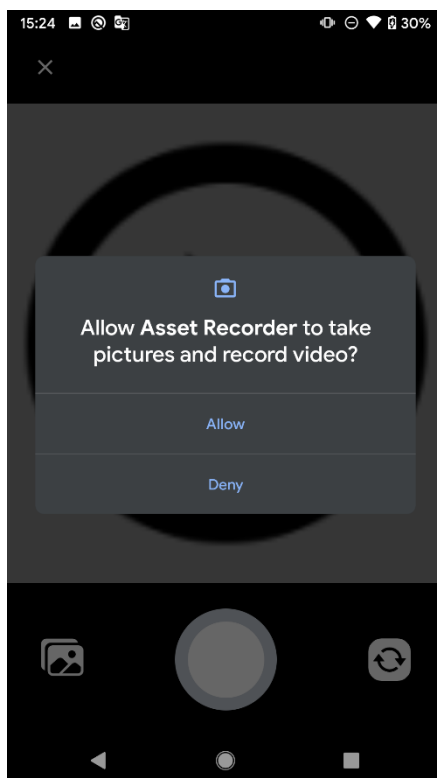 15:24 30%
Allow Asset Recorder to take
pictures and record video?
Allow
Deny